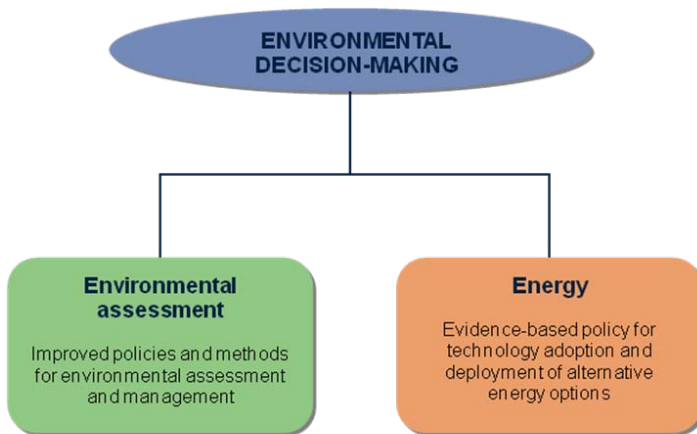 ENVIRONMENTAL
DECISION-MAKING
Environmental
assessment
Improved policies and methods
for environmental assessment
and management
Energy
Evidence-based policy for
technology adoption and
deployment of alternative
energy options